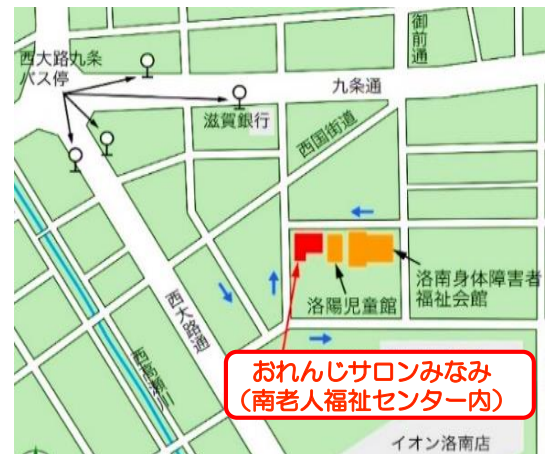 御前通
西大路九条
バス停
九条通
滋賀銀行
西国街道
洛南身体障害者
福祉会館
洛陽児童館
西大路通
西高瀬川
おれんじサロンみなみ
（南老人福祉センター内）
イオン洛南店